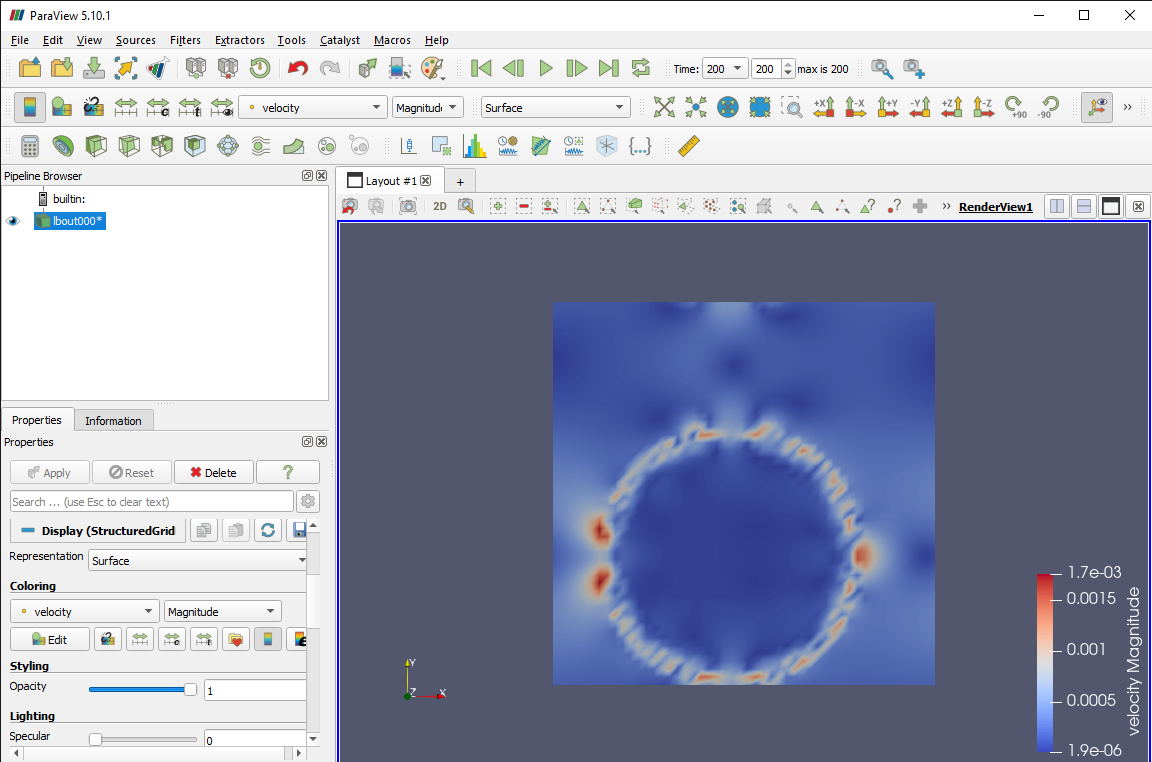 ParaView 5.10.1
File Edit View Sources Filters Extractors Tools Catalyst Macros Help
Time: 200 200 max is 200
velocity Magnitud Surface
+X -X +Y -Y +Z -Z +90 -90
Pipeline Browser
Layout #1 +
builtin:
lbout000*
2D RenderView1
Properties Information
Properties
Apply Reset Delete ?
Search ... (use Esc to clear text)
Display (StructuredGrid
Representation Surface
Coloring
velocity Magnitude
Edit
Styling
Opacity 1
Lighting
Specular 0
Y
Z X
1.7e-03
0.0015
0.001
0.0005
1.9e-06
velocity Magnitude